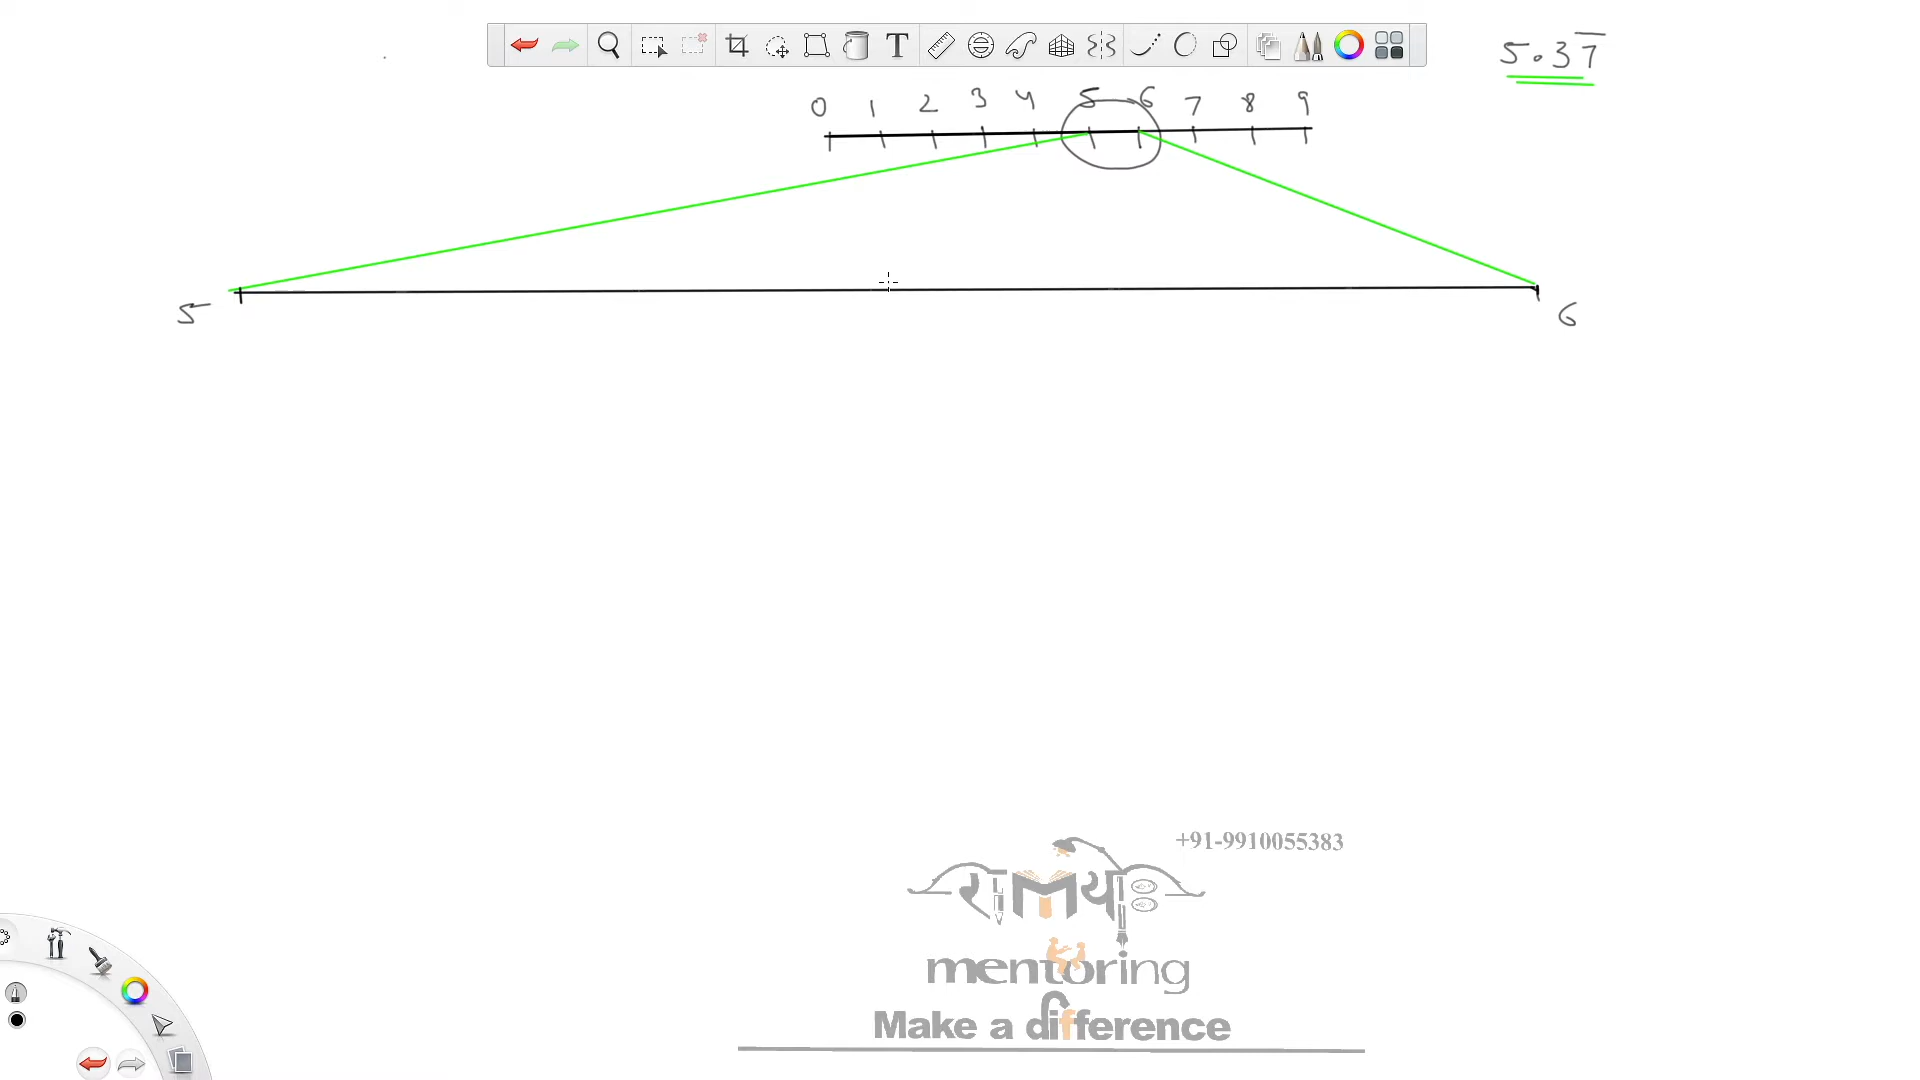 5.37̅
0 1 2 3 4 5 6 7 8 9
5 6
+91-9910055383
राMया
mentoring
Make a difference